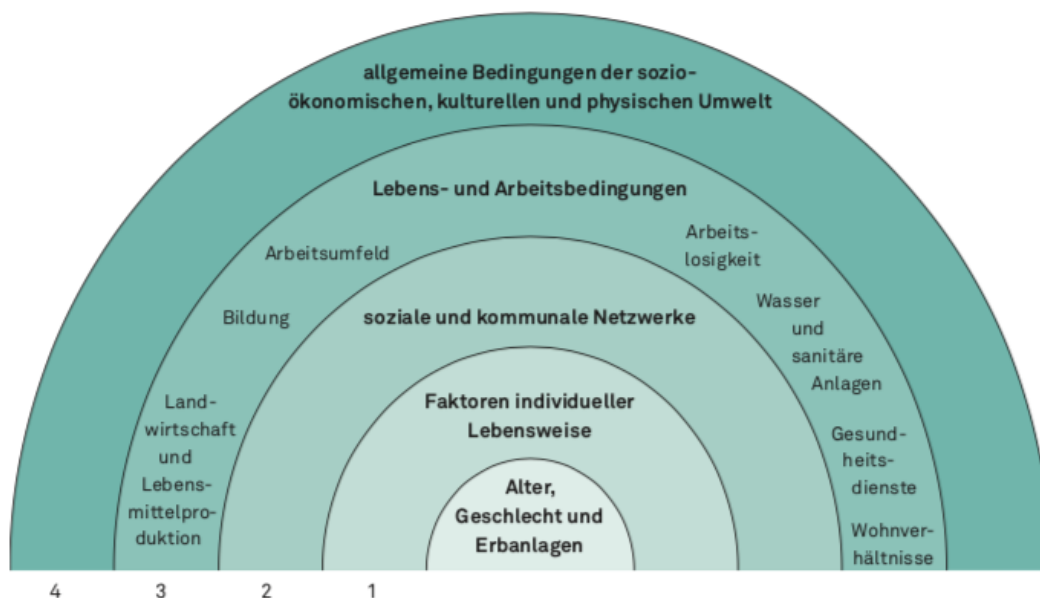 allgemeine Bedingungen der sozio-
ökonomischen, kulturellen und physischen Umwelt
Lebens- und Arbeitsbedingungen
Arbeitsumfeld
Bildung
Land-
wirtschaft
und
Lebens-
mittelpro-
duktion
Arbeits-
losigkeit
Wasser
und
sanitäre
Anlagen
Gesund-
heits-
dienste
Wohnver-
hältnisse
soziale und kommunale Netzwerke
Faktoren individueller
Lebensweise
Alter,
Geschlecht und
Erbanlagen
4 3 2 1